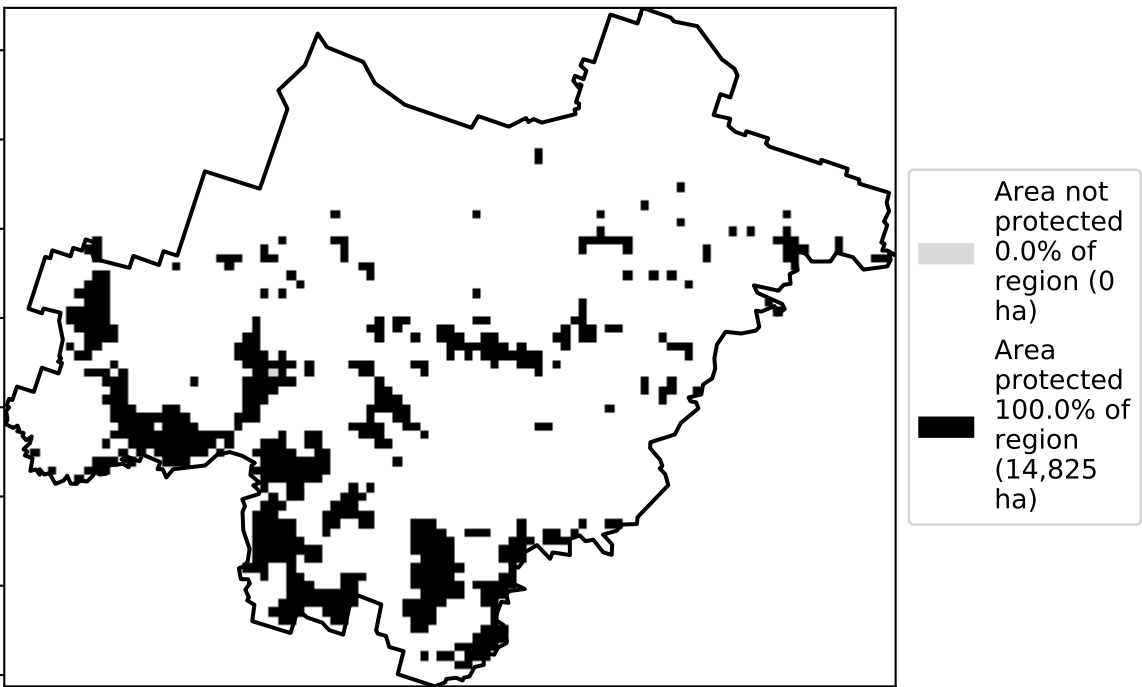 Area not
protected
0.0% of
region (0
ha)
Area
protected
100.0% of
region
(14,825
ha)